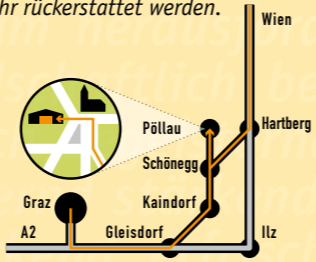 hr rückerstattet werden.
Wien
Pöllau
Hartberg
Schönegg
Graz
Kaindorf
A2
Gleisdorf
Ilz